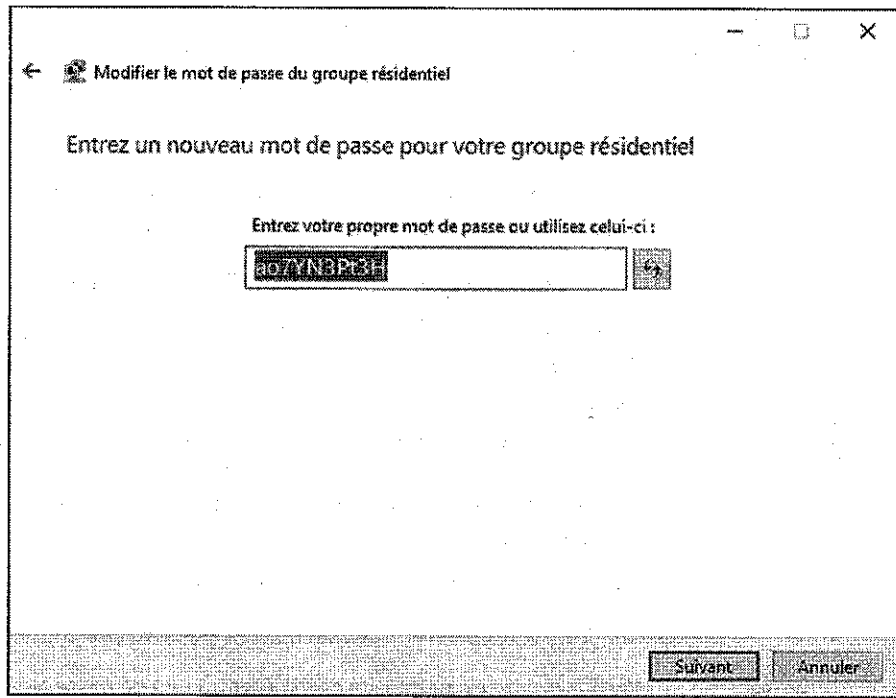 Modifier le mot de passe du groupe résidentiel
Entrez un nouveau mot de passe pour votre groupe résidentiel
Entrez votre propre mot de passe ou utilisez celui-ci :
ao7YN3Pt3H
Suivant
Annuler